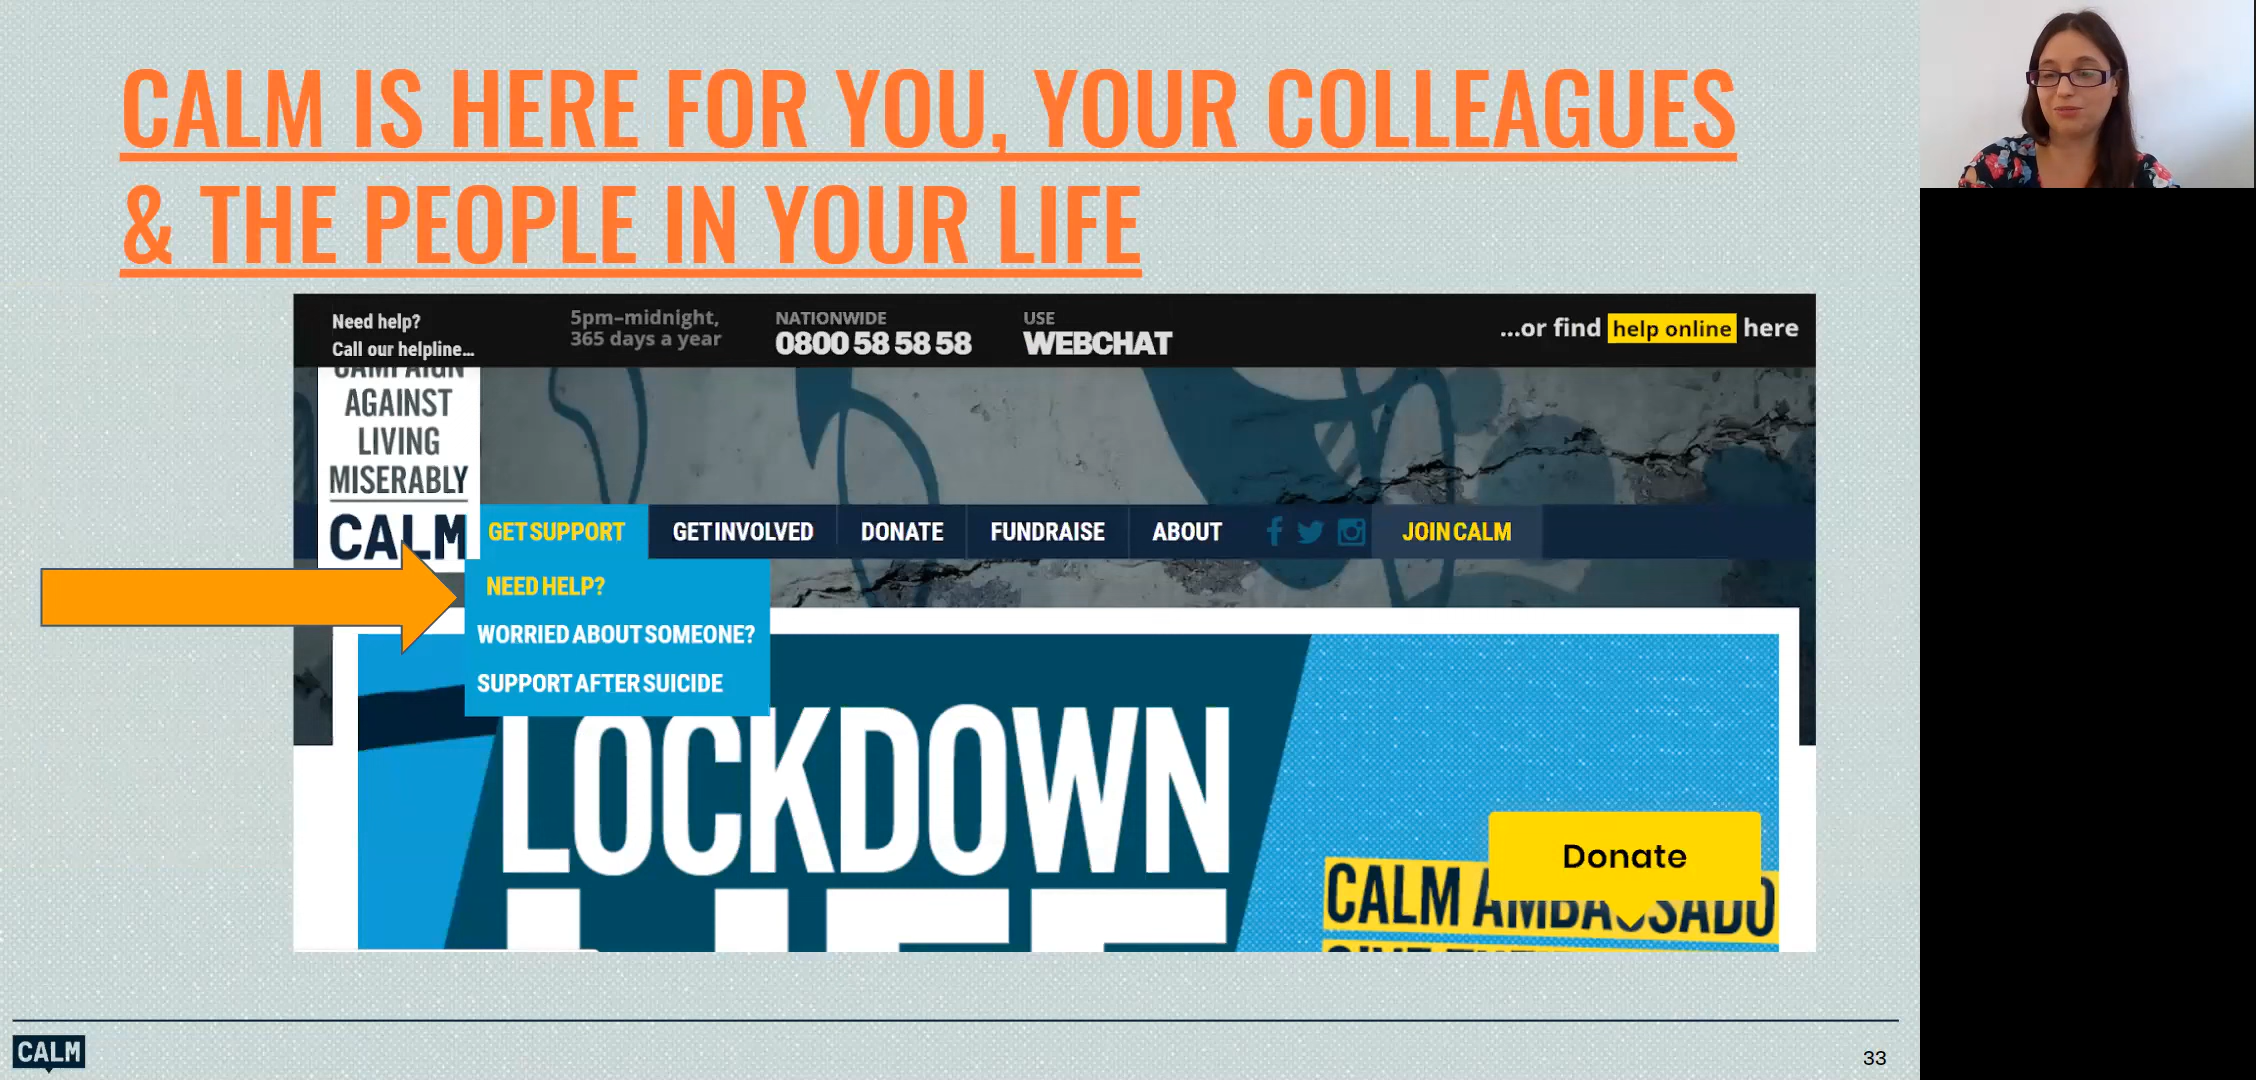 CALM IS HERE FOR YOU, YOUR COLLEAGUES
& THE PEOPLE IN YOUR LIFE
Need help?
Call our helpline...
5pm–midnight,
365 days a year
NATIONWIDE
0800 58 58 58
USE
WEBCHAT
...or find help online here
CAMPAIGN
AGAINST
LIVING
MISERABLY
CALM
GET SUPPORT
GET INVOLVED
DONATE
FUNDRAISE
ABOUT
JOIN CALM
NEED HELP?
WORRIED ABOUT SOMEONE?
SUPPORT AFTER SUICIDE
LOCKDOWN
LIFE
Donate
CALM AMBASSADO
CALM
33